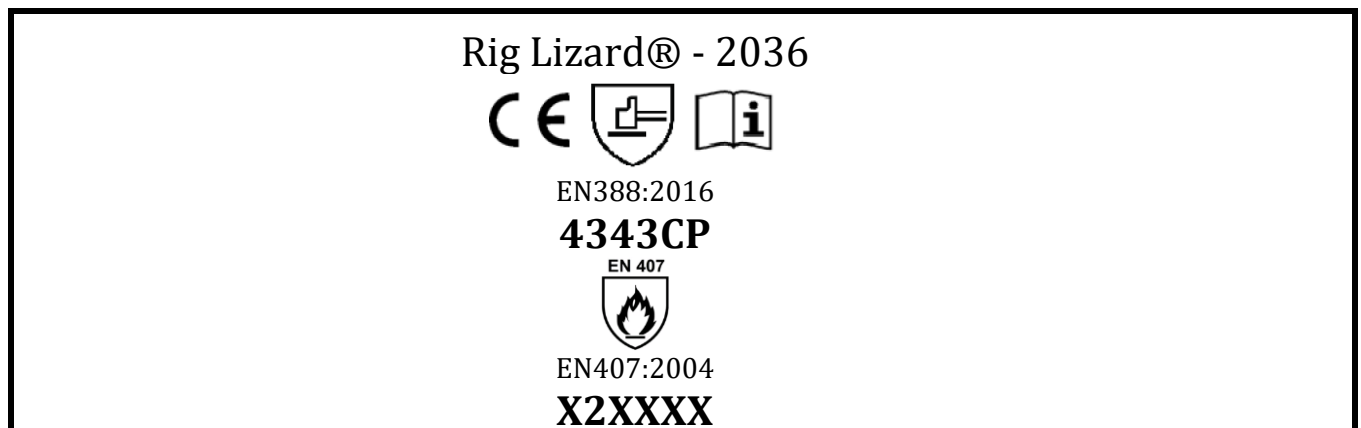 Rig Lizard® - 2036
CE i
EN388:2016
4343CP
EN 407
EN407:2004
X2XXXX